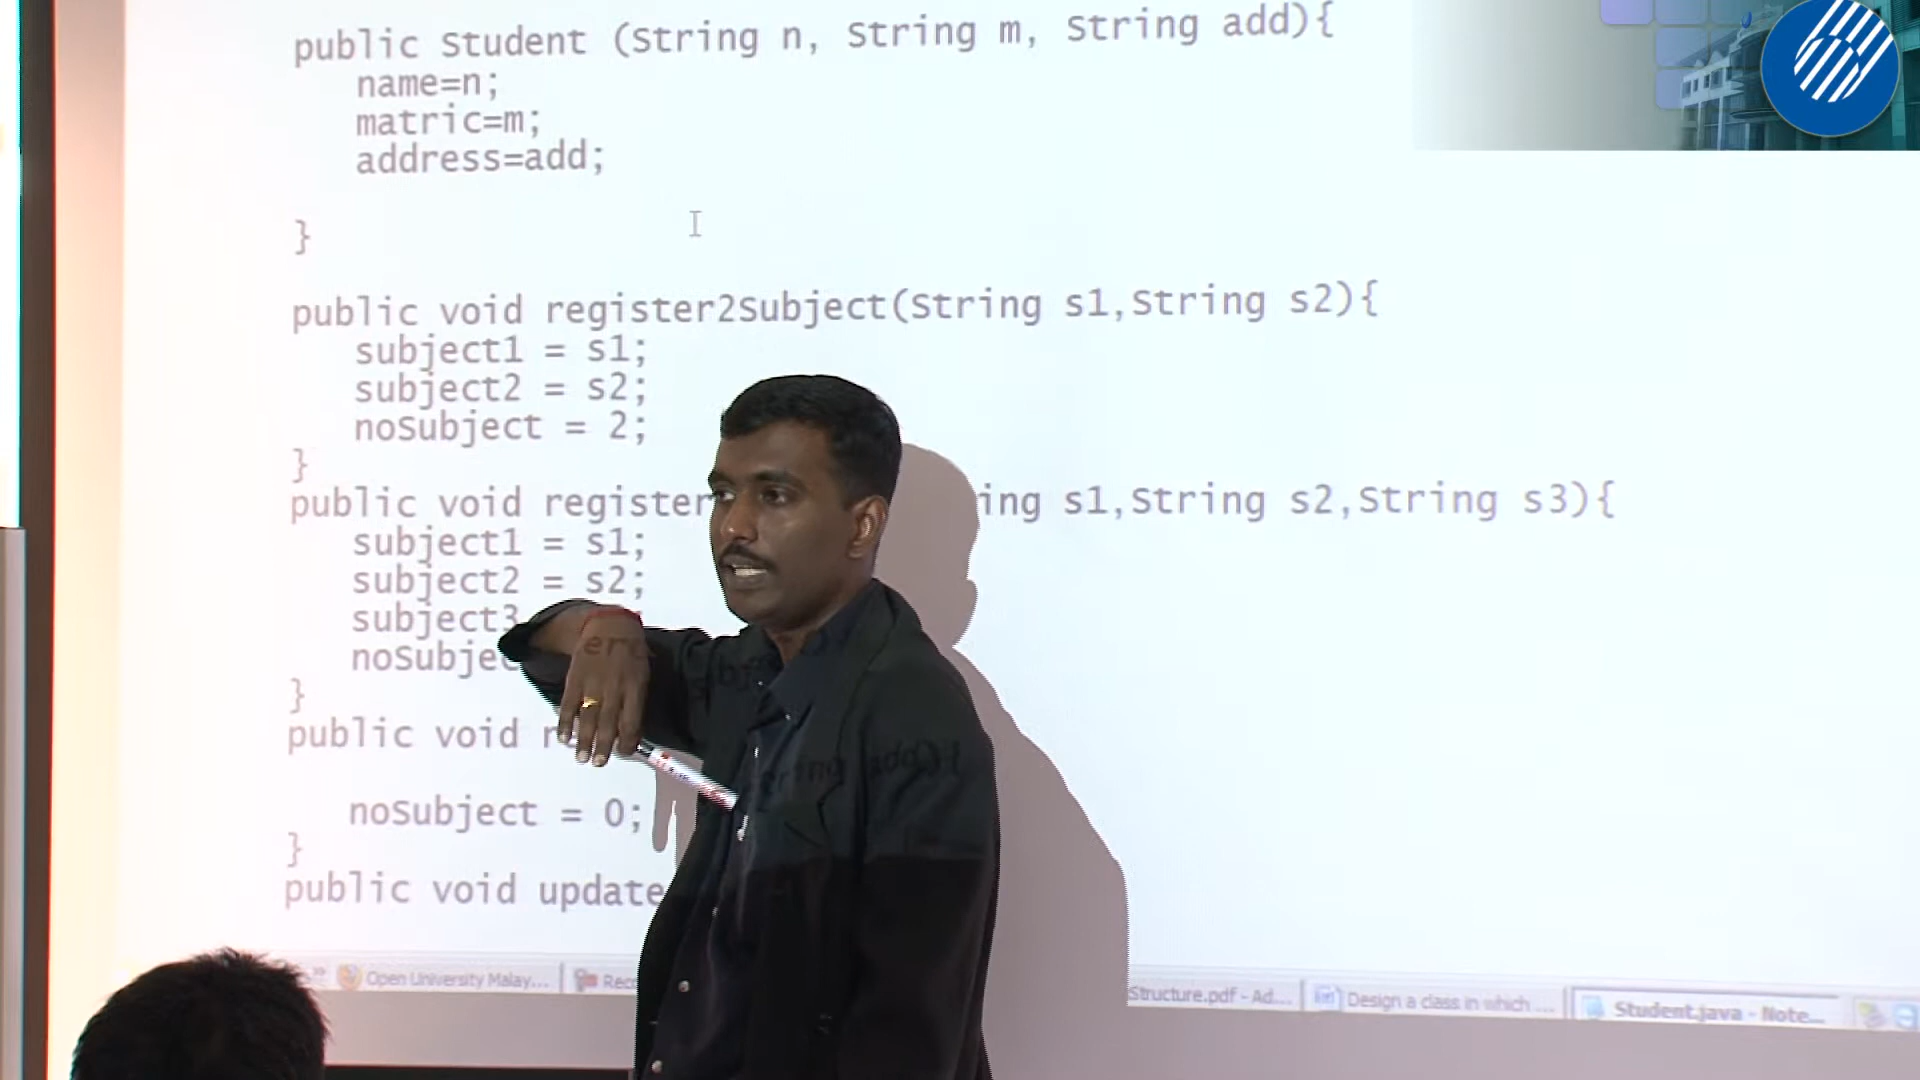 public Student (String n, String m, String add){
name=n;
matric=m;
address=add;
}
public void register2Subject(String s1,String s2){
subject1 = s1;
subject2 = s2;
noSubject = 2;
}
public void register ing s1,String s2,String s3){
subject1 = s1;
subject2 = s2;
subject3
noSubjec
}
public void r
noSubject = 0;
}
public void update
Open University Malay... Rec Structure.pdf - Ad... Design a class in which ... Student.java - Note...